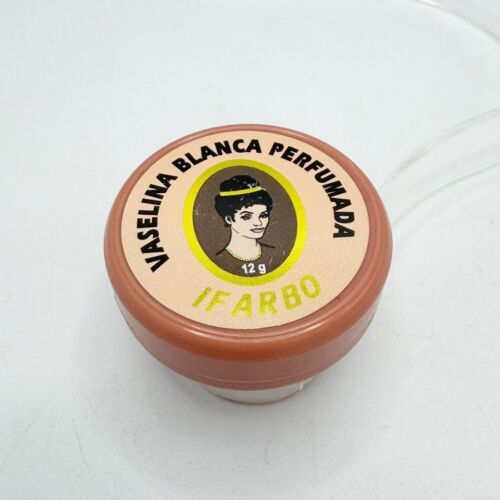 VASELINA BLANCA PERFUMADA
12 g
IFARBO